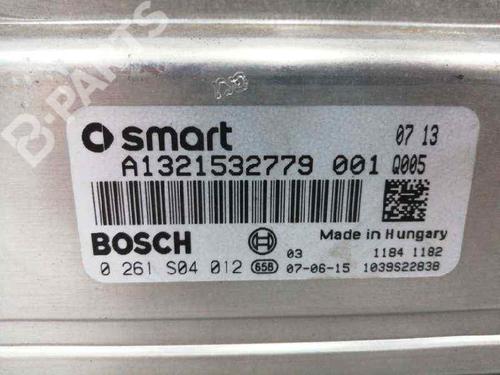 B-PARTS
smart 07 13
A1321532779 001 Q005
BOSCH Made in Hungary
03 1184 1182
0 261 S04 012 658 07-06-15 1039S22838